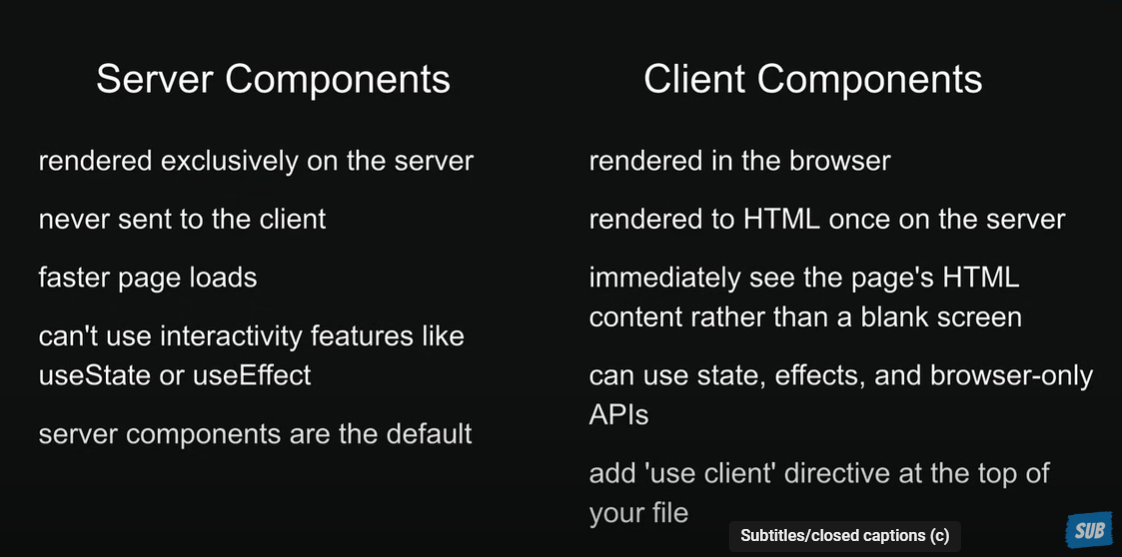 Server Components
rendered exclusively on the server
never sent to the client
faster page loads
can't use interactivity features like
useState or useEffect
server components are the default
Client Components
rendered in the browser
rendered to HTML once on the server
immediately see the page's HTML
content rather than a blank screen
can use state, effects, and browser-only
APIs
add 'use client' directive at the top of
your file
Subtitles/closed captions (c)
SUB